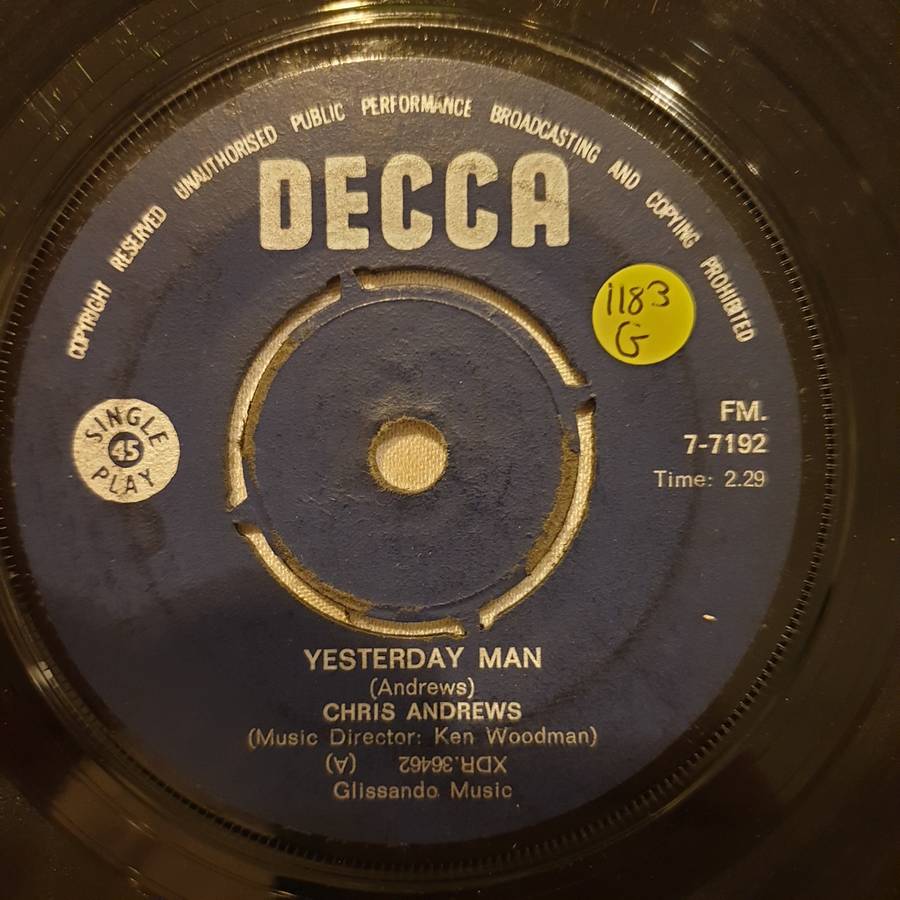 COPYRIGHT RESERVED UNAUTHORISED PUBLIC PERFORMANCE BROADCASTING AND COPYING PROHIBITED
DECCA
1183
G
SINGLE
45
PLAY
FM.
7-7192
Time: 2.29
YESTERDAY MAN
(Andrews)
CHRIS ANDREWS
(Music Director: Ken Woodman)
XDR.36462 (A)
Glissando Music